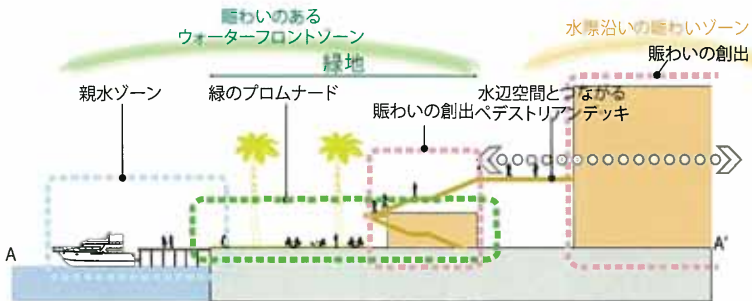 賑わいのある
ウォーターフロントゾーン
水際沿いの賑わいゾーン
賑わいの創出
緑地
親水ゾーン
緑のプロムナード
賑わいの創出
水辺空間とつながる
ペデストリアンデッキ
A
A'